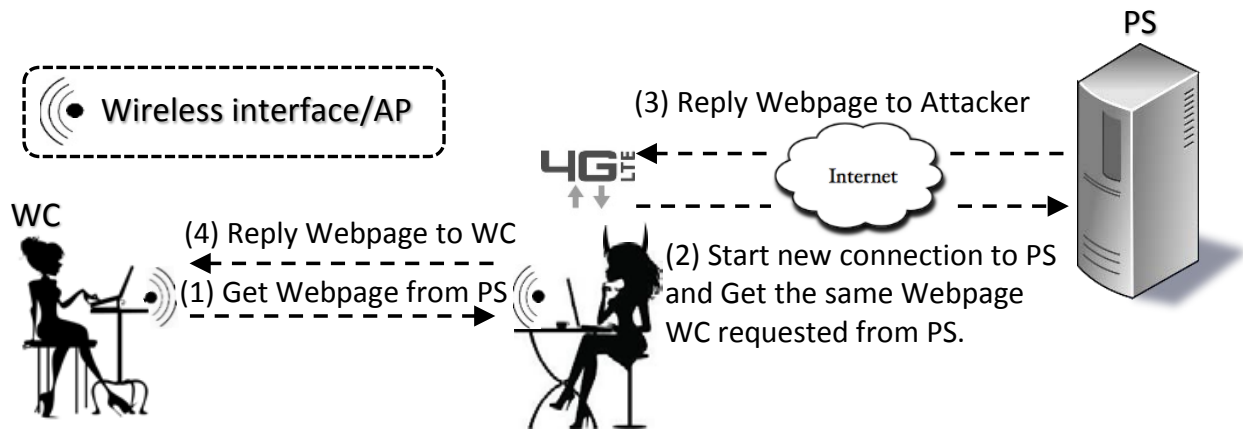 PS
Wireless interface/AP
(3) Reply Webpage to Attacker
4G LTE
Internet
WC
(4) Reply Webpage to WC
(1) Get Webpage from PS
(2) Start new connection to PS
and Get the same Webpage
WC requested from PS.